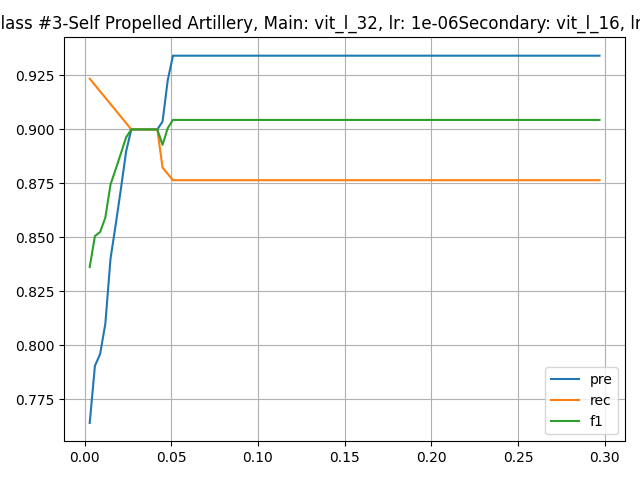 lass #3-Self Propelled Artillery, Main: vit_l_32, lr: 1e-06Secondary: vit_l_16, lr
0.925
0.900
0.875
0.850
0.825
0.800
0.775
pre
rec
f1
0.00 0.05 0.10 0.15 0.20 0.25 0.30